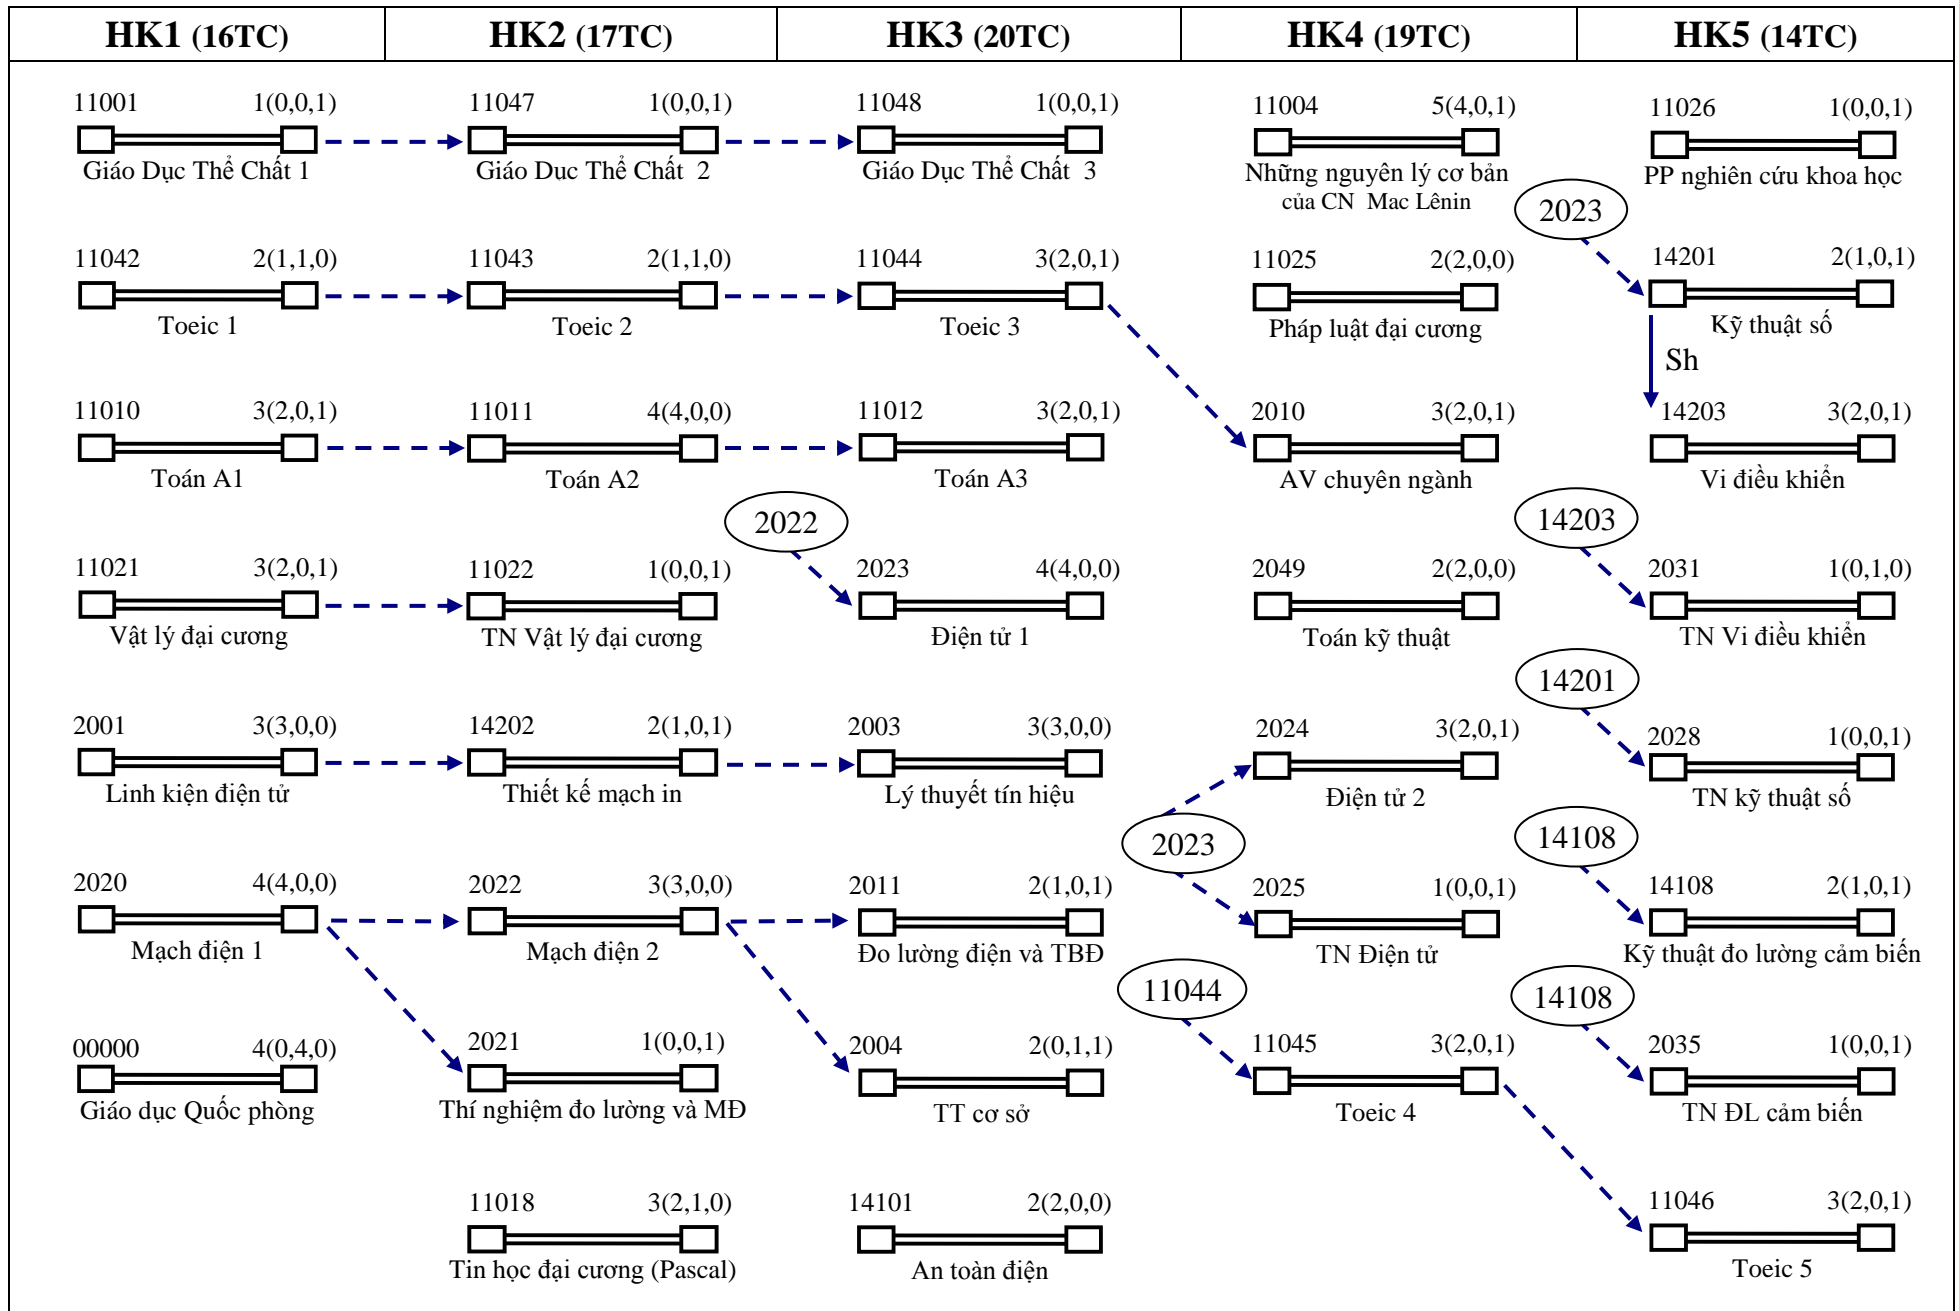 HK1 (16TC) HK2 (17TC) HK3 (20TC) HK4 (19TC) HK5 (14TC)
11001 1(0,0,1) 11047 1(0,0,1) 11048 1(0,0,1) 11004 5(4,0,1) 11026 1(0,0,1)
Giáo Dục Thể Chất 1 Giáo Dục Thể Chất 2 Giáo Dục Thể Chất 3 Những nguyên lý cơ bản PP nghiên cứu khoa học
của CN Mac Lênin
2023
11042 2(1,1,0) 11043 2(1,1,0) 11044 3(2,0,1) 11025 2(2,0,0) 14201 2(1,0,1)
Toeic 1 Toeic 2 Toeic 3 Pháp luật đại cương Kỹ thuật số
Sh
11010 3(2,0,1) 11011 4(4,0,0) 11012 3(2,0,1) 2010 3(2,0,1) 14203 3(2,0,1)
Toán A1 Toán A2 Toán A3 AV chuyên ngành Vi điều khiển
2022 14203
11021 3(2,0,1) 11022 1(0,0,1) 2023 4(4,0,0) 2049 2(2,0,0) 2031 1(0,1,0)
Vật lý đại cương TN Vật lý đại cương Điện tử 1 Toán kỹ thuật TN Vi điều khiển
14201
2001 3(3,0,0) 14202 2(1,0,1) 2003 3(3,0,0) 2024 3(2,0,1) 2028 1(0,0,1)
Linh kiện điện tử Thiết kế mạch in Lý thuyết tín hiệu Điện tử 2 TN kỹ thuật số
2023 14108
2020 4(4,0,0) 2022 3(3,0,0) 2011 2(1,0,1) 2025 1(0,0,1) 14108 2(1,0,1)
Mạch điện 1 Mạch điện 2 Đo lường điện và TBĐ TN Điện tử Kỹ thuật đo lường cảm biến
11044 14108
00000 4(0,4,0) 2021 1(0,0,1) 2004 2(0,1,1) 11045 3(2,0,1) 2035 1(0,0,1)
Giáo dục Quốc phòng Thí nghiệm đo lường và MĐ TT cơ sở Toeic 4 TN ĐL cảm biến
11018 3(2,1,0) 14101 2(2,0,0) 11046 3(2,0,1)
Tin học đại cương (Pascal) An toàn điện Toeic 5